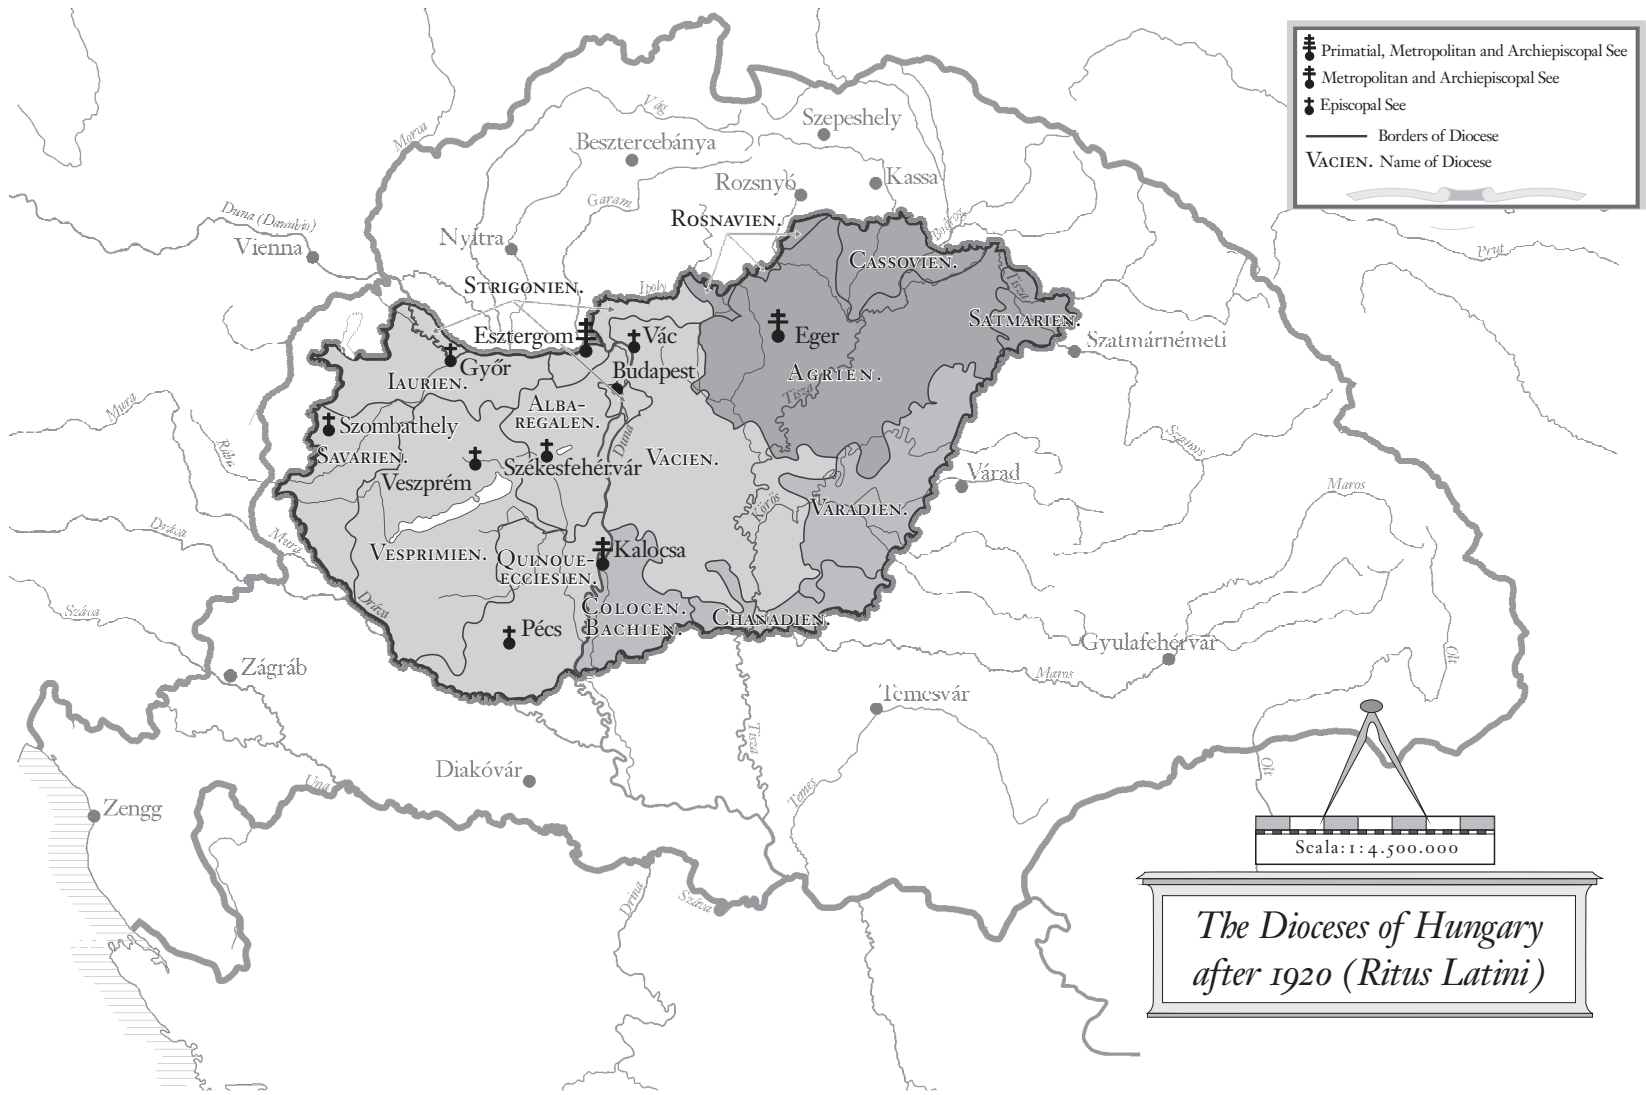 Primatial, Metropolitan and Archiepiscopal See
Metropolitan and Archiepiscopal See
Episcopal See
Borders of Diocese
VACIEN. Name of Diocese
Morva
Vág
Szepeshely
Besztercebánya
Rozsnyó
Kassa
Garam
Duna (Danubio)
Vienna
Nyitra
ROSNAVIEN.
Bodrog
Prut
CASSOVIEN.
STRIGONIEN.
Ipoly
Tisza
SATMARIEN.
Esztergom
Vác
Eger
Szatmárnémeti
Győr
Budapest
IAURIEN.
AGRIEN.
Tisza
Mura
ALBA-
REGALEN.
Szombathely
Duna
Szamos
Rába
SAVARIEN.
VACIEN.
Székesfehérvár
Veszprém
Várad
Maros
Körös
VARADIEN.
Dráva
Mura
VESPRIMIEN.
QUINQUE-
ECCIESIEN.
Kalocsa
Dráva
Száva
COLOCEN.
BACHIEN.
CHANADIEN.
Pécs
Gyulafehérvár
Olt
Zágráb
Maros
Temesvár
Tisza
Diakóvár
Una
Temes
Olt
Zengg
Scala:1:4.500.000
Drina
Száva
The Dioceses of Hungary
after 1920 (Ritus Latini)